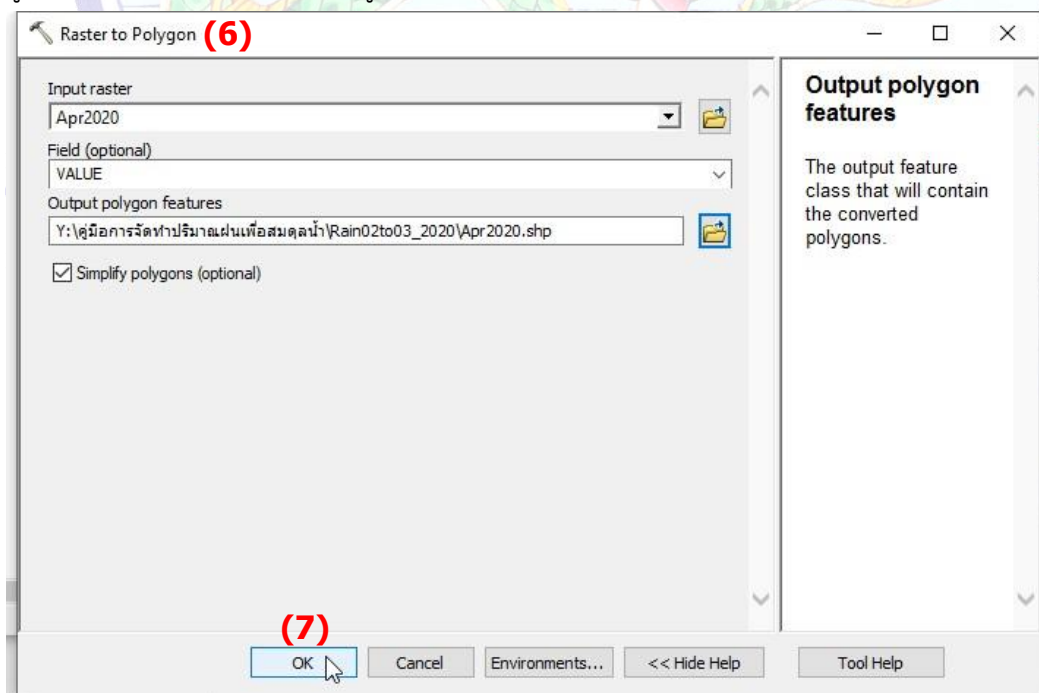 Raster to Polygon (6)
Input raster
Apr2020
Field (optional)
VALUE
Output polygon features
Y:\คู่มือการจัดทำปริมาณฝนเพื่อสมดุลน้ำ\Rain02to03_2020\Apr2020.shp
Simplify polygons (optional)
Output polygon
features
The output feature
class that will contain
the converted
polygons.
(7)
OK
Cancel
Environments...
<< Hide Help
Tool Help